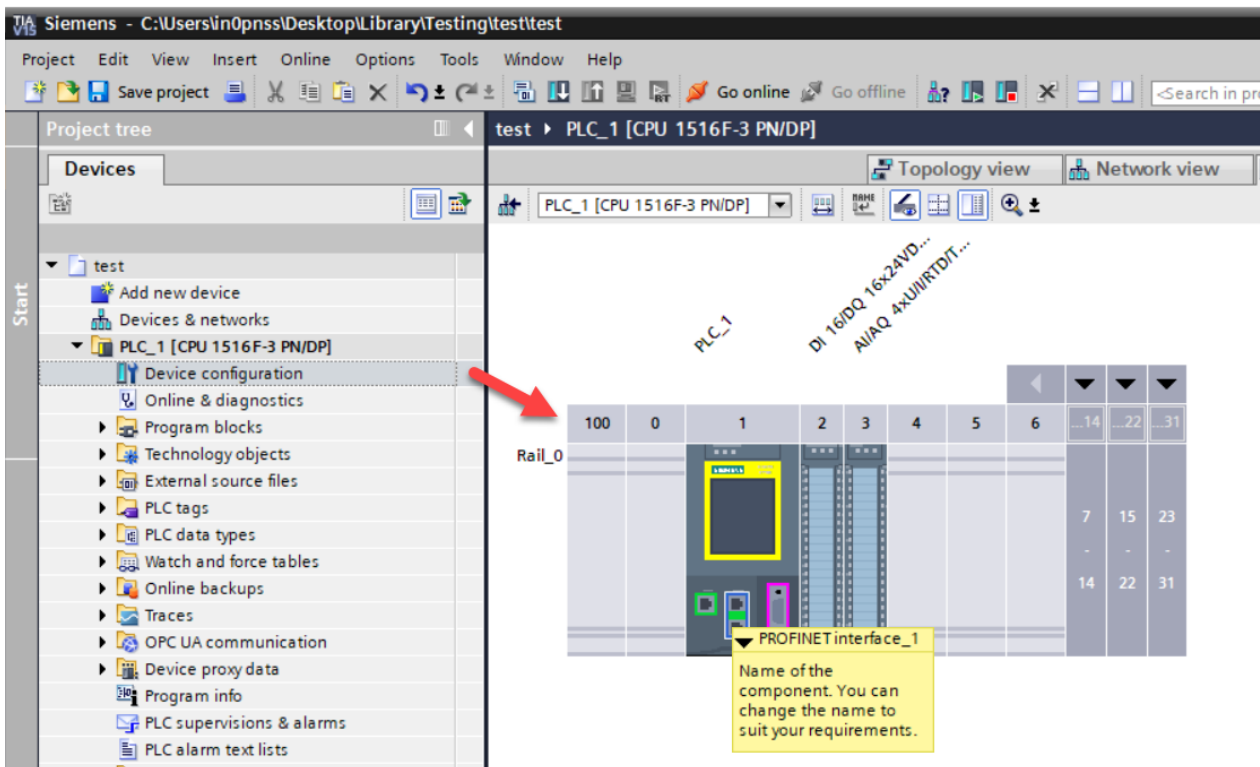 TIA V15 Siemens - C:\Users\in0pnss\Desktop\Library\Testing\test\test
Project Edit View Insert Online Options Tools Window Help
Save project Go online Go offline <Search in pro
Project tree
test PLC_1 [CPU 1516F-3 PN/DP]
Devices
Topology view Network view
PLC_1 [CPU 1516F-3 PN/DP]
Start
test
Add new device
Devices & networks
PLC_1 [CPU 1516F-3 PN/DP]
Device configuration
Online & diagnostics
Program blocks
Technology objects
External source files
PLC tags
PLC data types
Watch and force tables
Online backups
Traces
OPC UA communication
Device proxy data
Program info
PLC supervisions & alarms
PLC alarm text lists
PLC_1
DI 16/DQ 16x24VD...
AI/AQ 4xU/I/RTD/T...
100 0 1 2 3 4 5 6 ...14 ...22 ...31
Rail_0
SIEMENS
7 15 23
- - -
14 22 31
PROFINET interface_1
Name of the
component. You can
change the name to
suit your requirements.